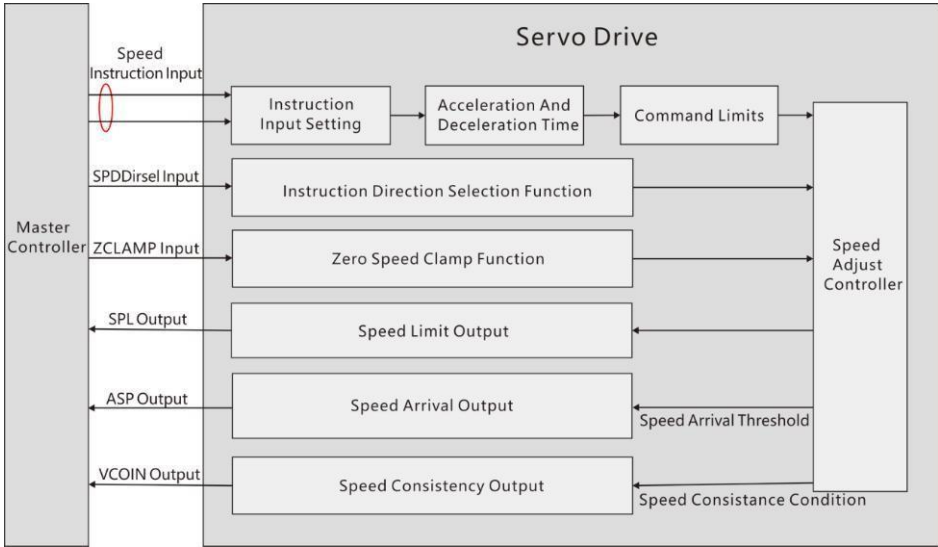 Servo Drive
Speed
Instruction Input
Instruction
Input Setting
Acceleration And
Deceleration Time
Command Limits
SPDDirsel Input
Instruction Direction Selection Function
Master
Controller
ZCLAMP Input
Zero Speed Clamp Function
Speed
Adjust
Controller
SPL Output
Speed Limit Output
ASP Output
Speed Arrival Output
Speed Arrival Threshold
VCOIN Output
Speed Consistency Output
Speed Consistance Condition